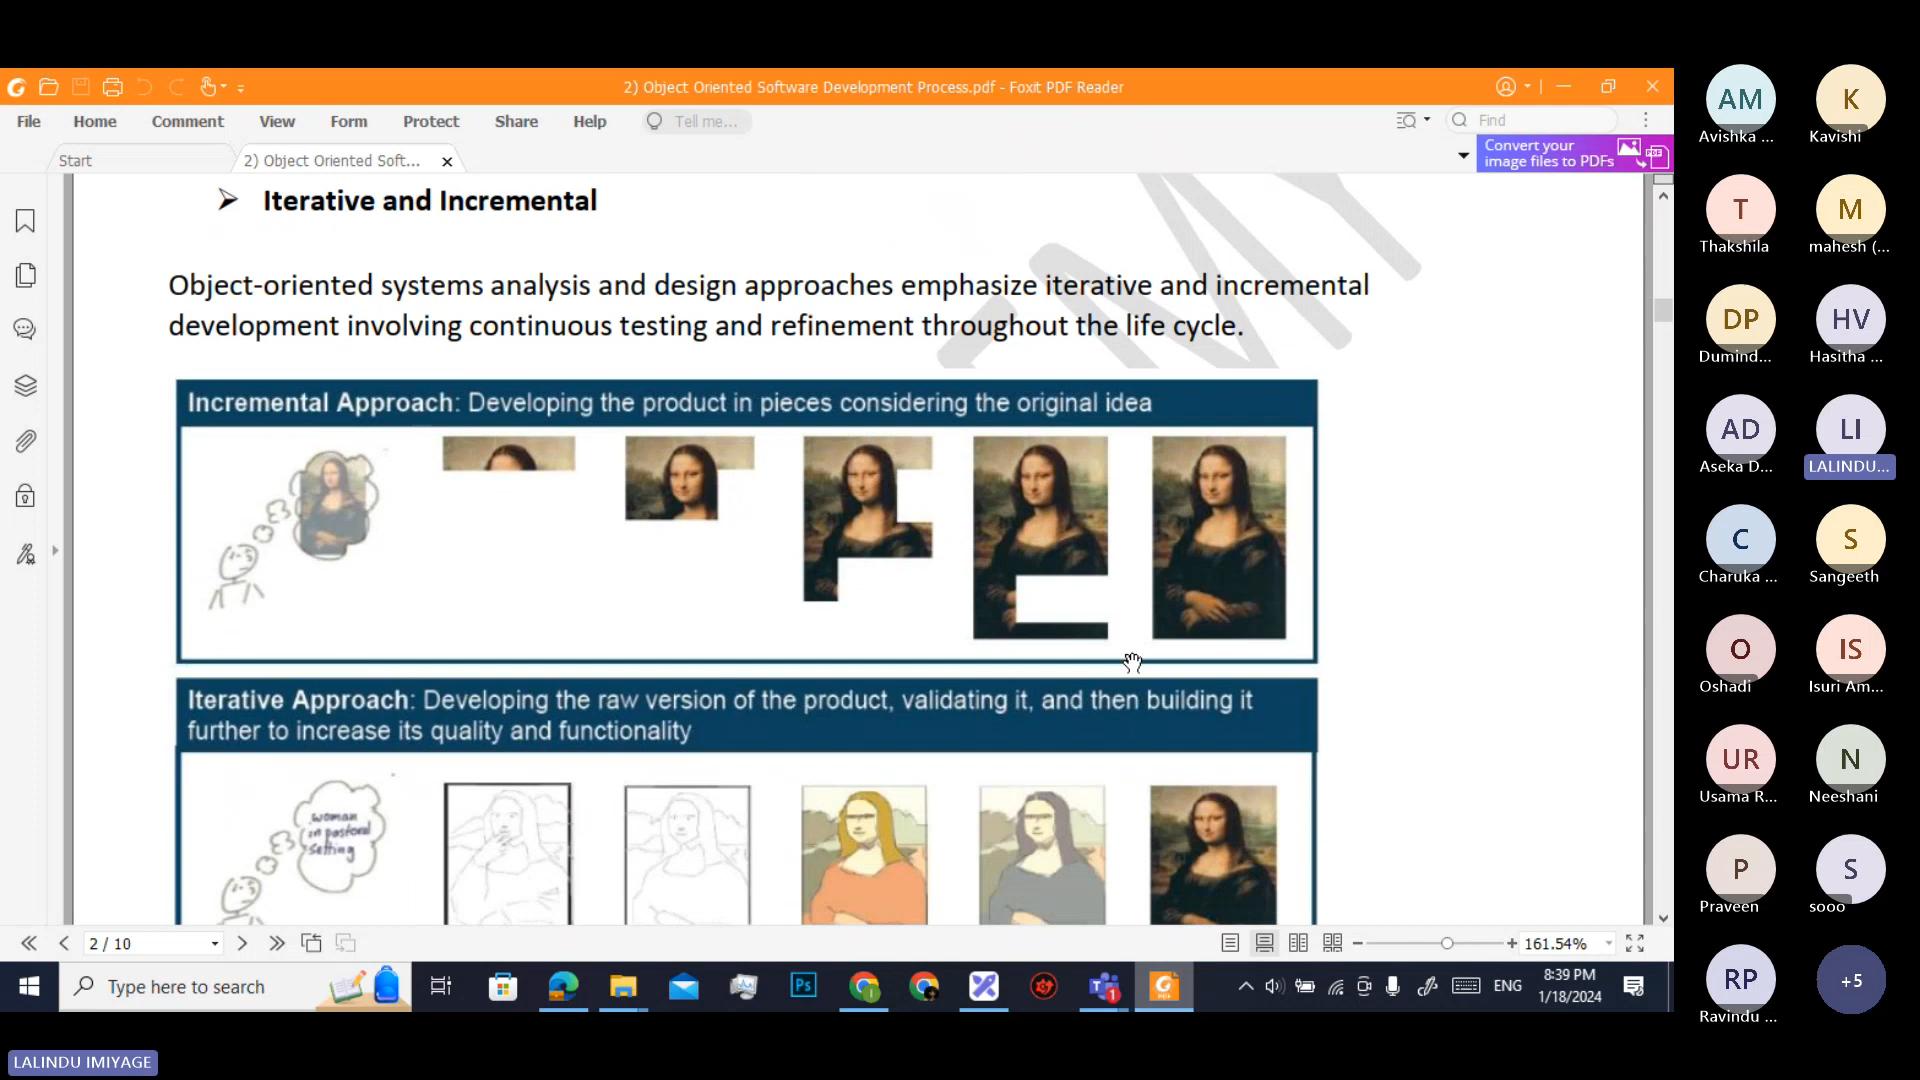 2) Object Oriented Software Development Process.pdf - Foxit PDF Reader
File Home Comment View Form Protect Share Help Tell me... Find
Start
2) Object Oriented Soft...
Convert your
image files to PDFs
Iterative and Incremental
Object-oriented systems analysis and design approaches emphasize iterative and incremental
development involving continuous testing and refinement throughout the life cycle.
Incremental Approach: Developing the product in pieces considering the original idea
Iterative Approach: Developing the raw version of the product, validating it, and then building it
further to increase its quality and functionality
woman
in pastoral
setting
2 / 10
161.54%
Type here to search
Ps
1
ENG
8:39 PM
1/18/2024
LALINDU IMIYAGE
AM
Avishka ...
K
Kavishi
T
Thakshila
M
mahesh (...
DP
Dumind...
HV
Hasitha ...
AD
Aseka D...
LI
LALINDU...
C
Charuka ...
S
Sangeeth
O
Oshadi
IS
Isuri Am...
UR
Usama R...
N
Neeshani
P
Praveen
S
sooo
RP
Ravindu ...
+5